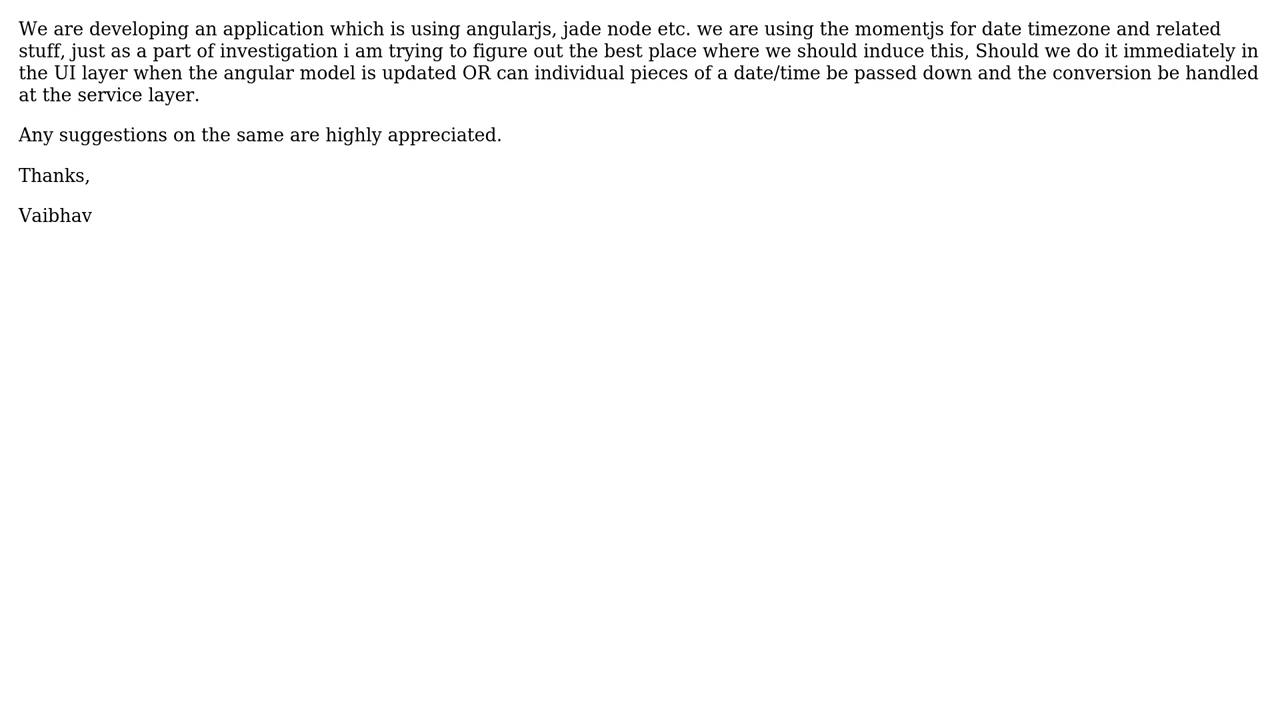 We are developing an application which is using angularjs, jade node etc. we are using the momentjs for date timezone and related
stuff, just as a part of investigation i am trying to figure out the best place where we should induce this, Should we do it immediately in
the UI layer when the angular model is updated OR can individual pieces of a date/time be passed down and the conversion be handled
at the service layer.
Any suggestions on the same are highly appreciated.
Thanks,
Vaibhav